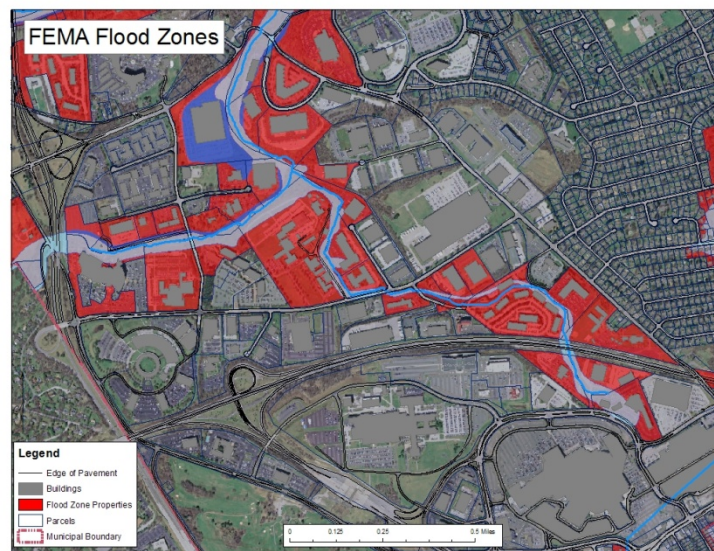 FEMA Flood Zones
Legend
Edge of Pavement
Buildings
Flood Zone Properties
Parcels
Municipal Boundary
0 0.125 0.25 0.5 Miles